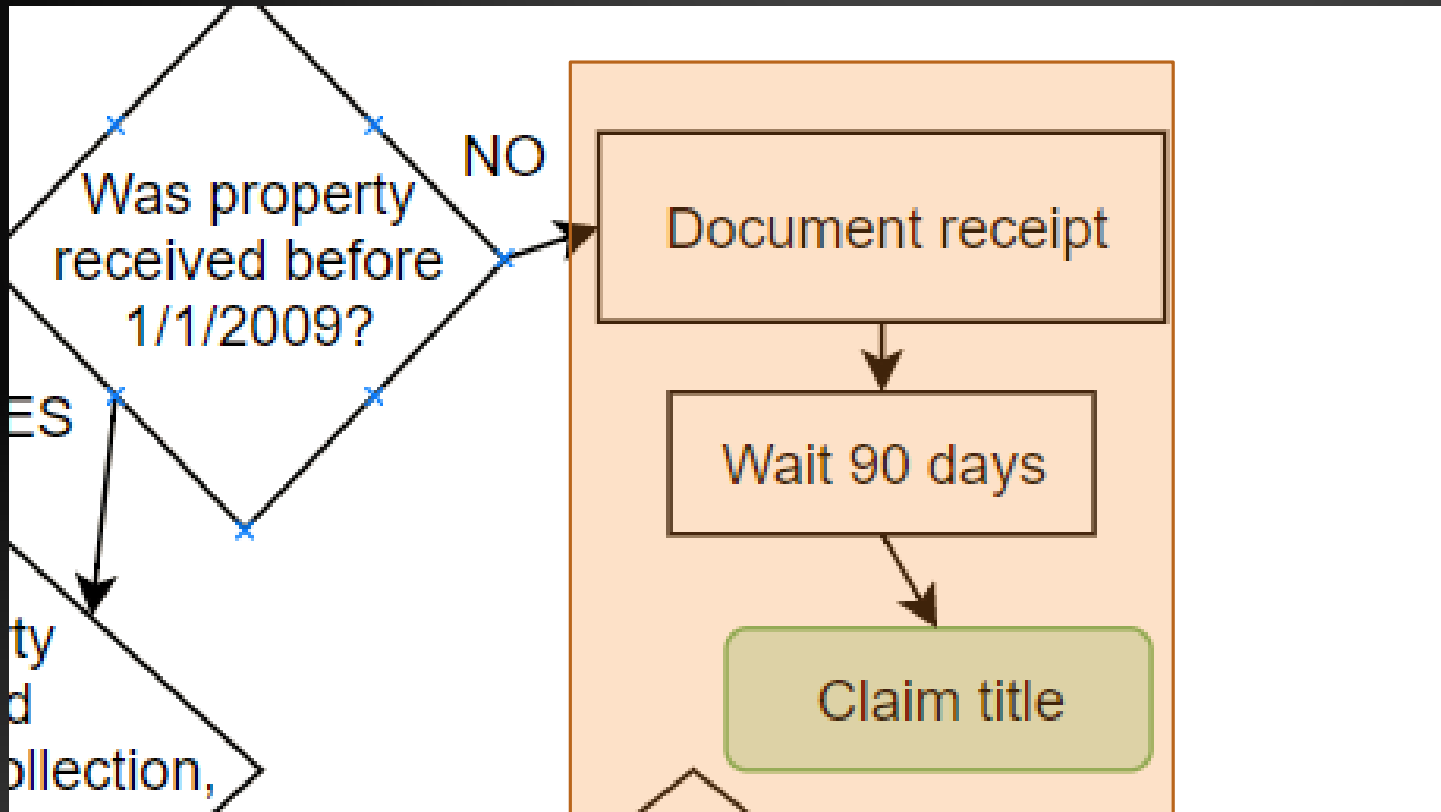 Was property
received before
1/1/2009?
NO
Document receipt
Wait 90 days
Claim title
ES
ty
d
ollection,